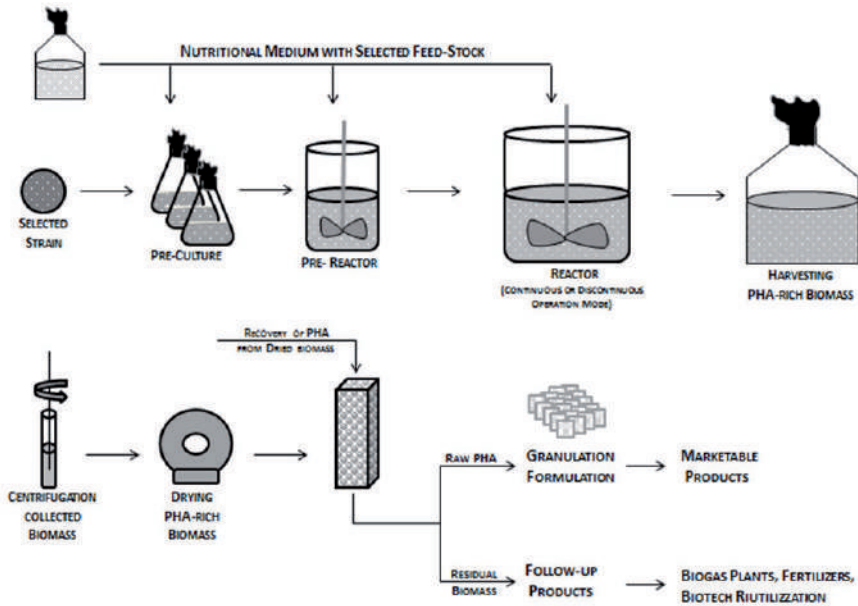 NUTRITIONAL MEDIUM WITH SELECTED FEED-STOCK
SELECTED
STRAIN
PRE-CULTURE
PRE- REACTOR
REACTOR
(CONTINUOUS OR DISCONTINUOUS
OPERATION MODE)
HARVESTING
PHA-RICH BIOMASS
RECOVERY OF PHA
FROM DRIED BIOMASS
CENTRIFUGATION
COLLECTED
BIOMASS
DRYING
PHA-RICH
BIOMASS
RAW PHA
GRANULATION
FORMULATION
MARKETABLE
PRODUCTS
RESIDUAL
BIOMASS
FOLLOW-UP
PRODUCTS
BIOGAS PLANTS, FERTILIZERS,
BIOTECH RIUTILIZZATION